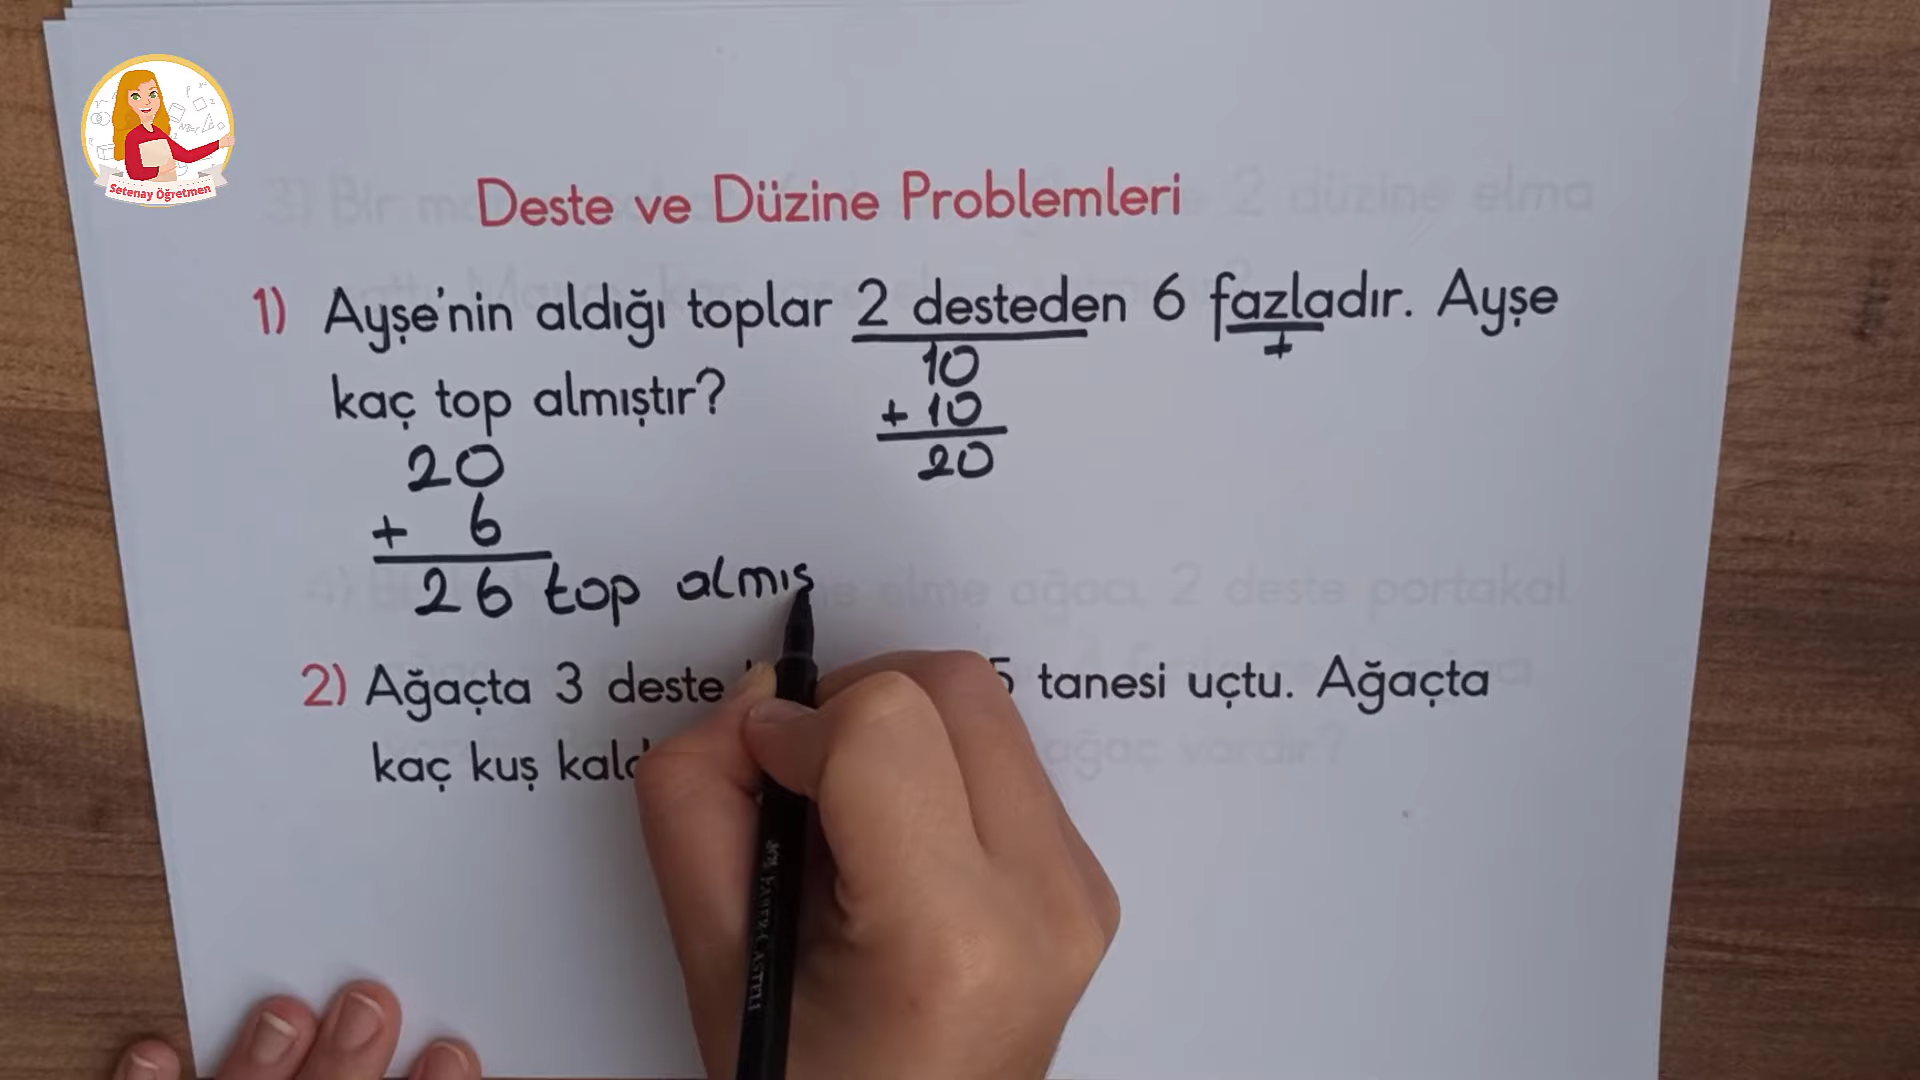 Setenay Öğretmen
Deste ve Düzine Problemleri
1) Ayşe'nin aldığı toplar 2 desteden 6 fazladır. Ayşe
+
kaç top almıştır?
10
+ 10
20
20
+ 6
26 top almış
2) Ağaçta 3 deste 5 tanesi uçtu. Ağaçta
kaç kuş